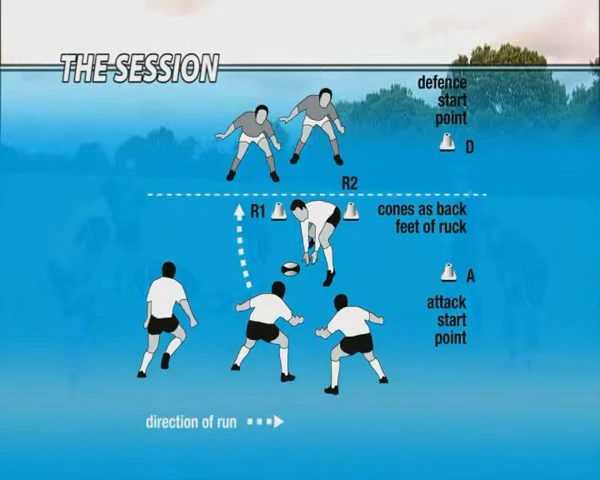 THE SESSION
defence
start
point
D
R2
R1
cones as back
feet of ruck
A
attack
start
point
direction of run